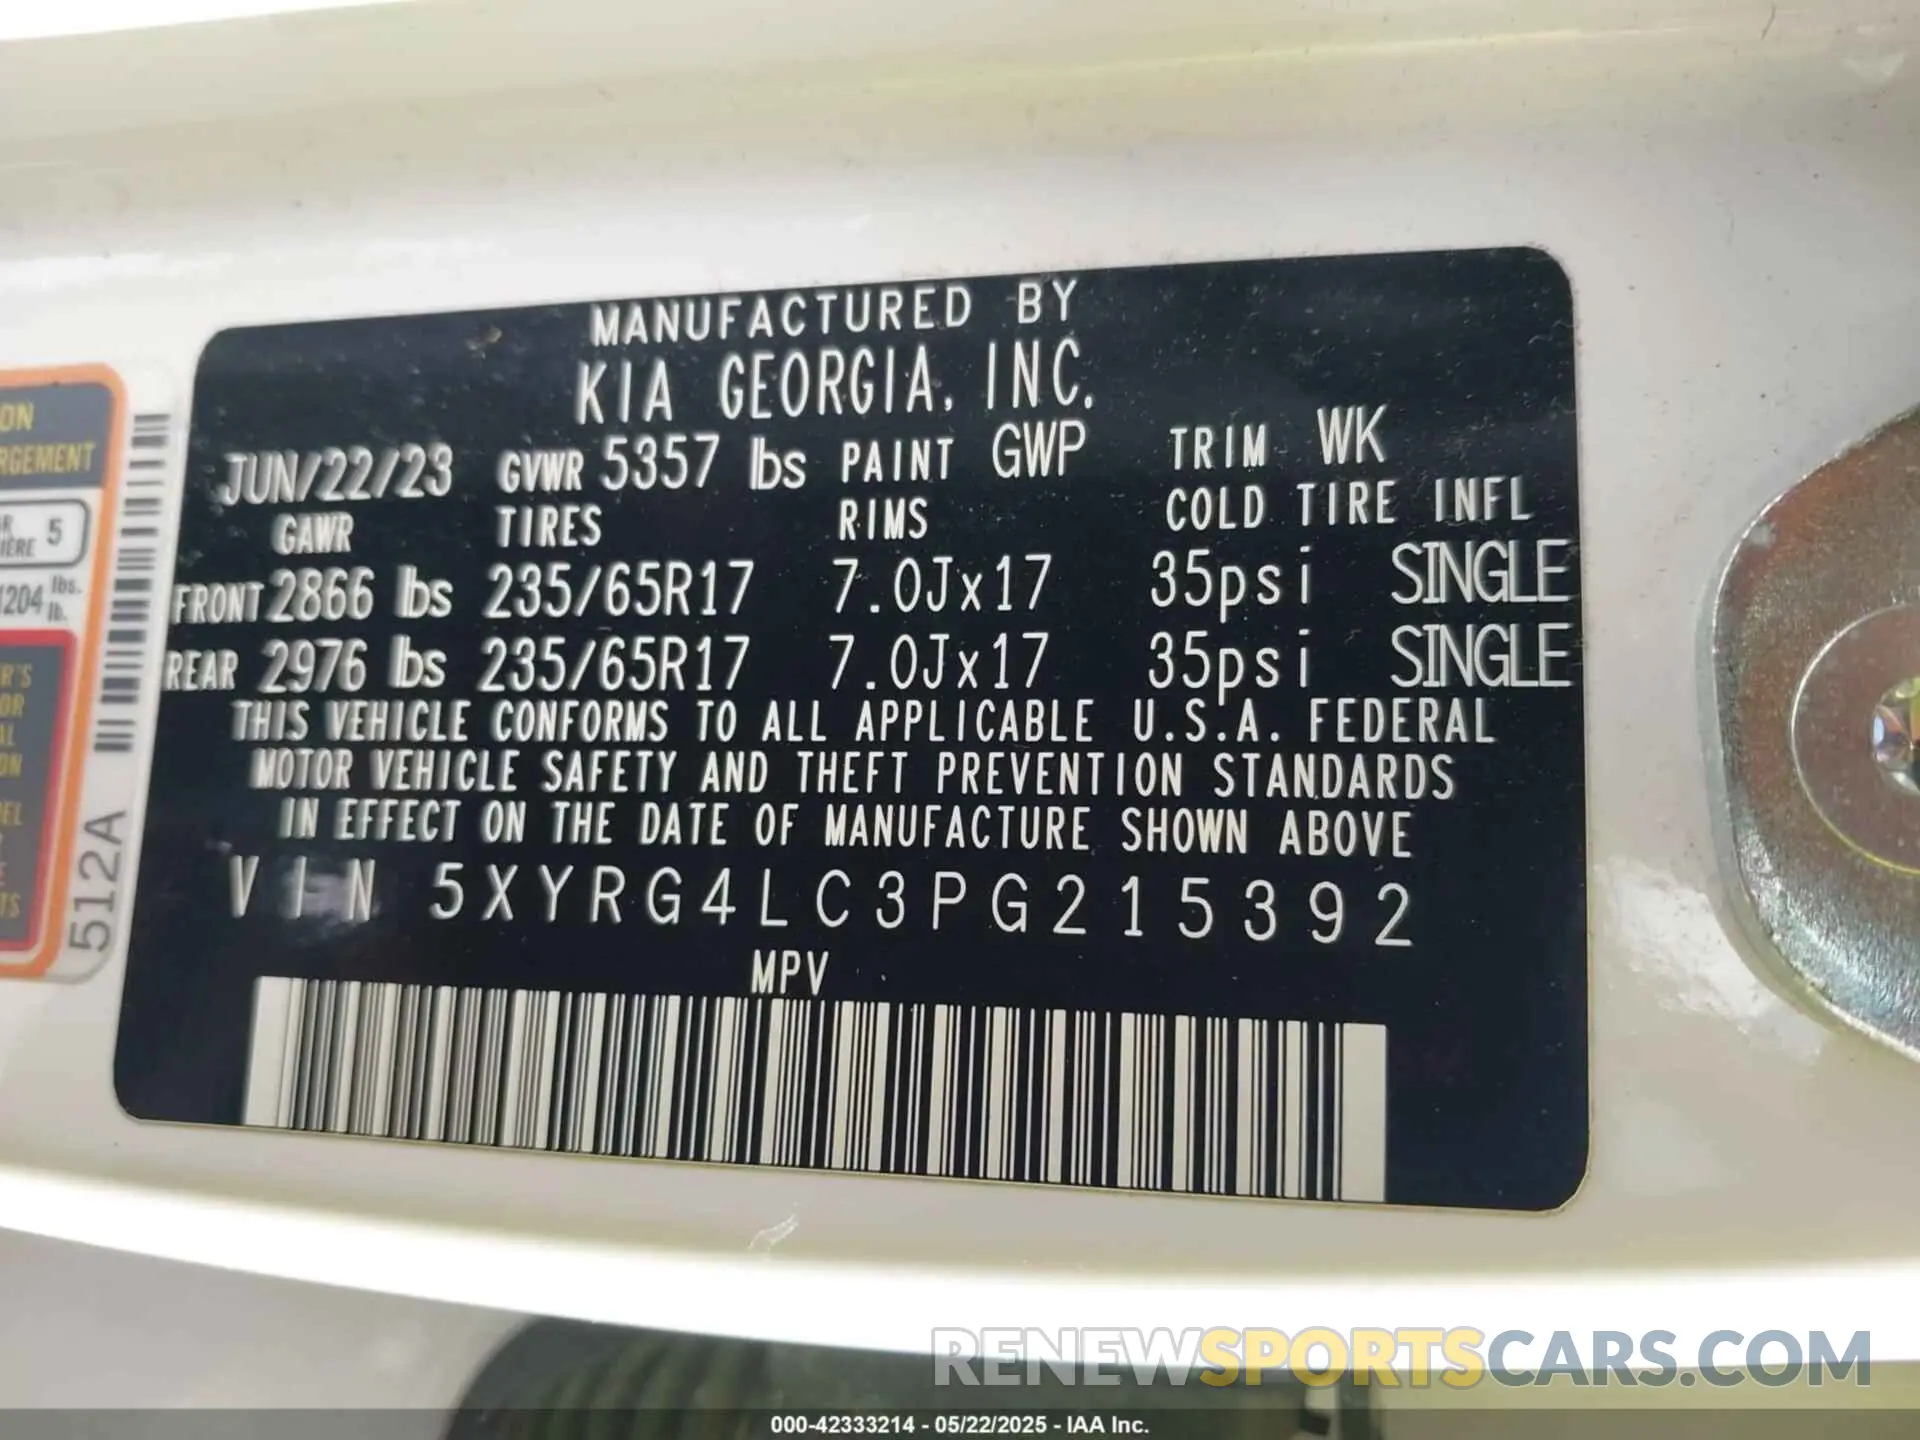 MANUFACTURED BY
KIA GEORGIA, INC.
JUN/22/23 GVWR 5357 lbs PAINT GWP TRIM WK
GAWR TIRES RIMS COLD TIRE INFL
FRONT 2866 lbs 235/65R17 7.0Jx17 35psi SINGLE
REAR 2976 lbs 235/65R17 7.0Jx17 35psi SINGLE
THIS VEHICLE CONFORMS TO ALL APPLICABLE U.S.A. FEDERAL
MOTOR VEHICLE SAFETY AND THEFT PREVENTION STANDARDS
IN EFFECT ON THE DATE OF MANUFACTURE SHOWN ABOVE
VIN 5XYRG4LC3PG215392
MPV
5
lbs.
lb.
512A
RENEWSPORTSCARS.COM
000-42333214 - 05/22/2025 - IAA Inc.